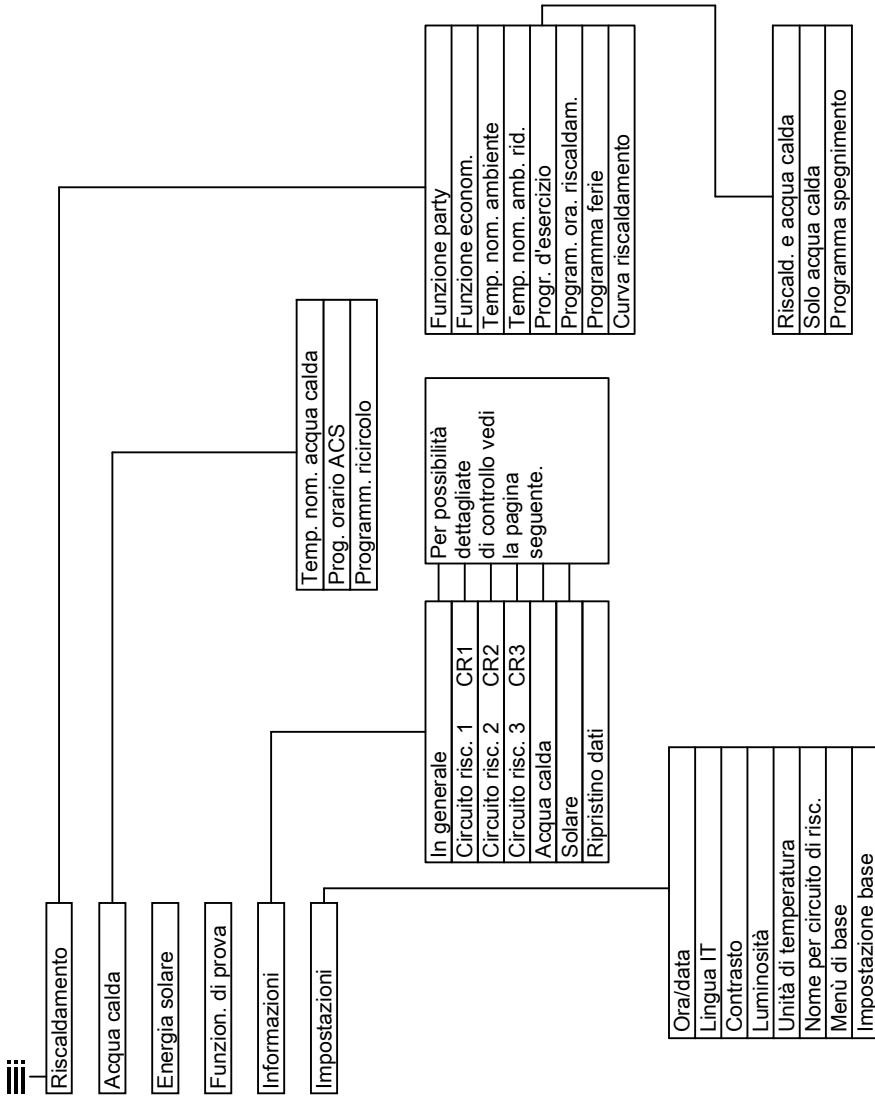 Riscaldamento
Acqua calda
Energia solare
Funzion. di prova
Informazioni
Impostazioni
Temp. nom. acqua calda
Prog. orario ACS
Programm. ricircolo
Funzione party
Funzione econom.
Temp. nom. ambiente
Temp. nom. amb. rid.
Progr. d'esercizio
Program. ora. riscaldam.
Programma ferie
Curva riscaldamento
In generale
Circuito risc. 1 CR1
Circuito risc. 2 CR2
Circuito risc. 3 CR3
Acqua calda
Solare
Ripristino dati
Per possibilità
dettagliate
di controllo vedi
la pagina
seguente.
Riscald. e acqua calda
Solo acqua calda
Programma spegnimento
Ora/data
Lingua IT
Contrasto
Luminosità
Unità di temperatura
Nome per circuito di risc.
Menù di base
Impostazione base